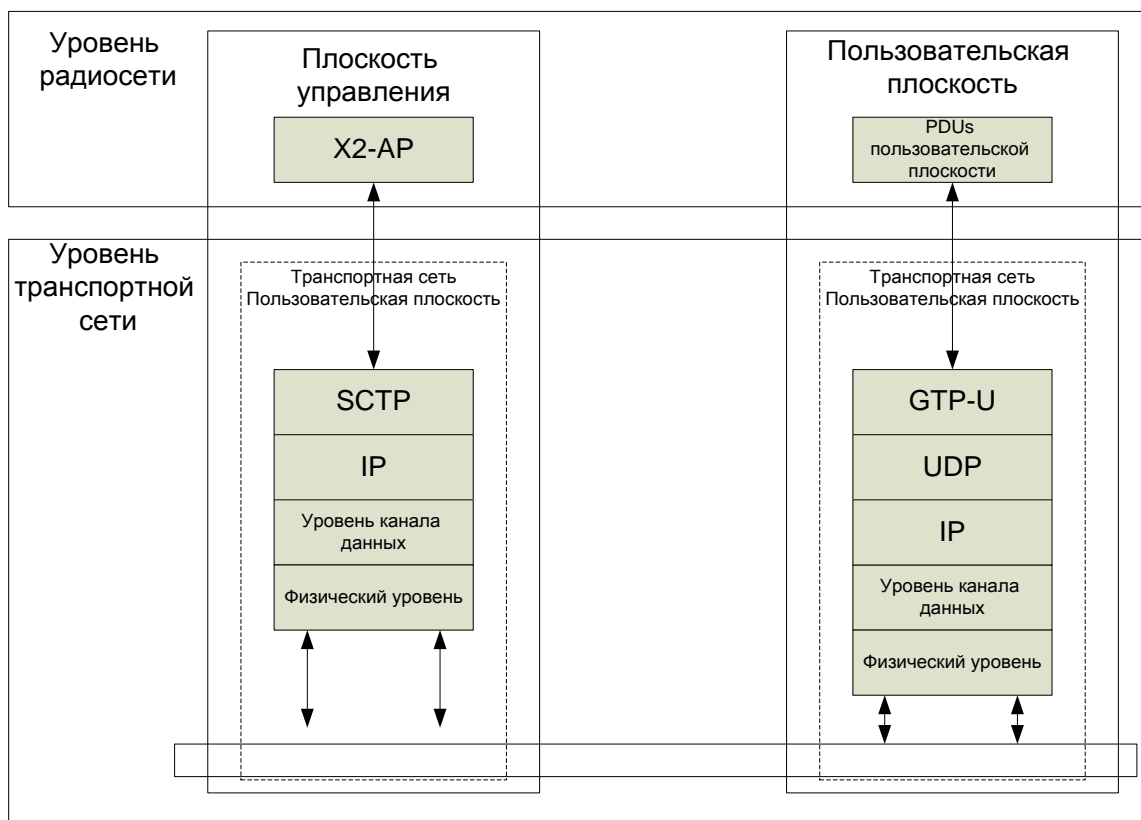 Уровень
радиосети
Плоскость
управления
X2-AP
Пользовательская
плоскость
PDUs
пользовательской
плоскости
Уровень
транспортной
сети
Транспортная сеть
Пользовательская плоскость
SCTP
IP
Уровень канала
данных
Физический уровень
Транспортная сеть
Пользовательская плоскость
GTP-U
UDP
IP
Уровень канала
данных
Физический уровень